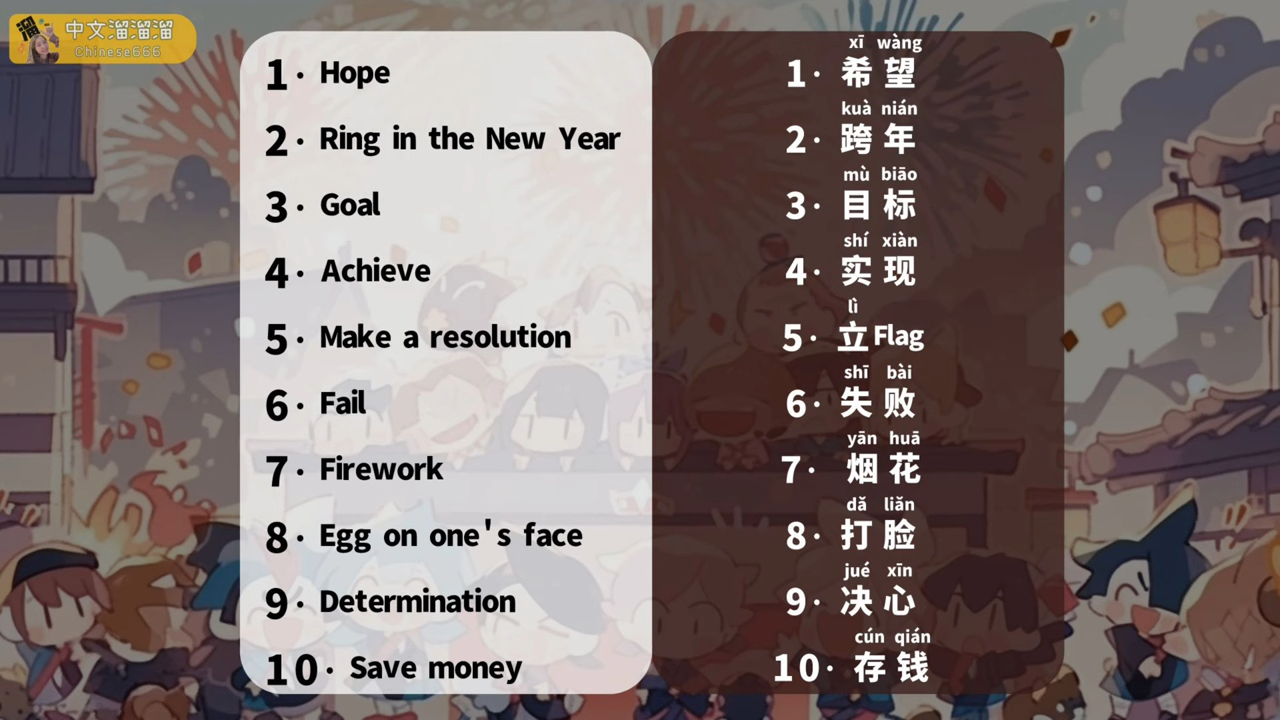 中文溜溜溜
Chinese666
1· Hope
2· Ring in the New Year
3· Goal
4· Achieve
5· Make a resolution
6· Fail
7· Firework
8· Egg on one's face
9· Determination
10· Save money
xī wàng
1· 希望
kuà nián
2· 跨年
mù biāo
3· 目标
shí xiàn
4· 实现
lì
5· 立Flag
shī bài
6· 失败
yān huā
7· 烟花
dǎ liǎn
8· 打脸
jué xīn
9· 决心
cún qián
10· 存钱